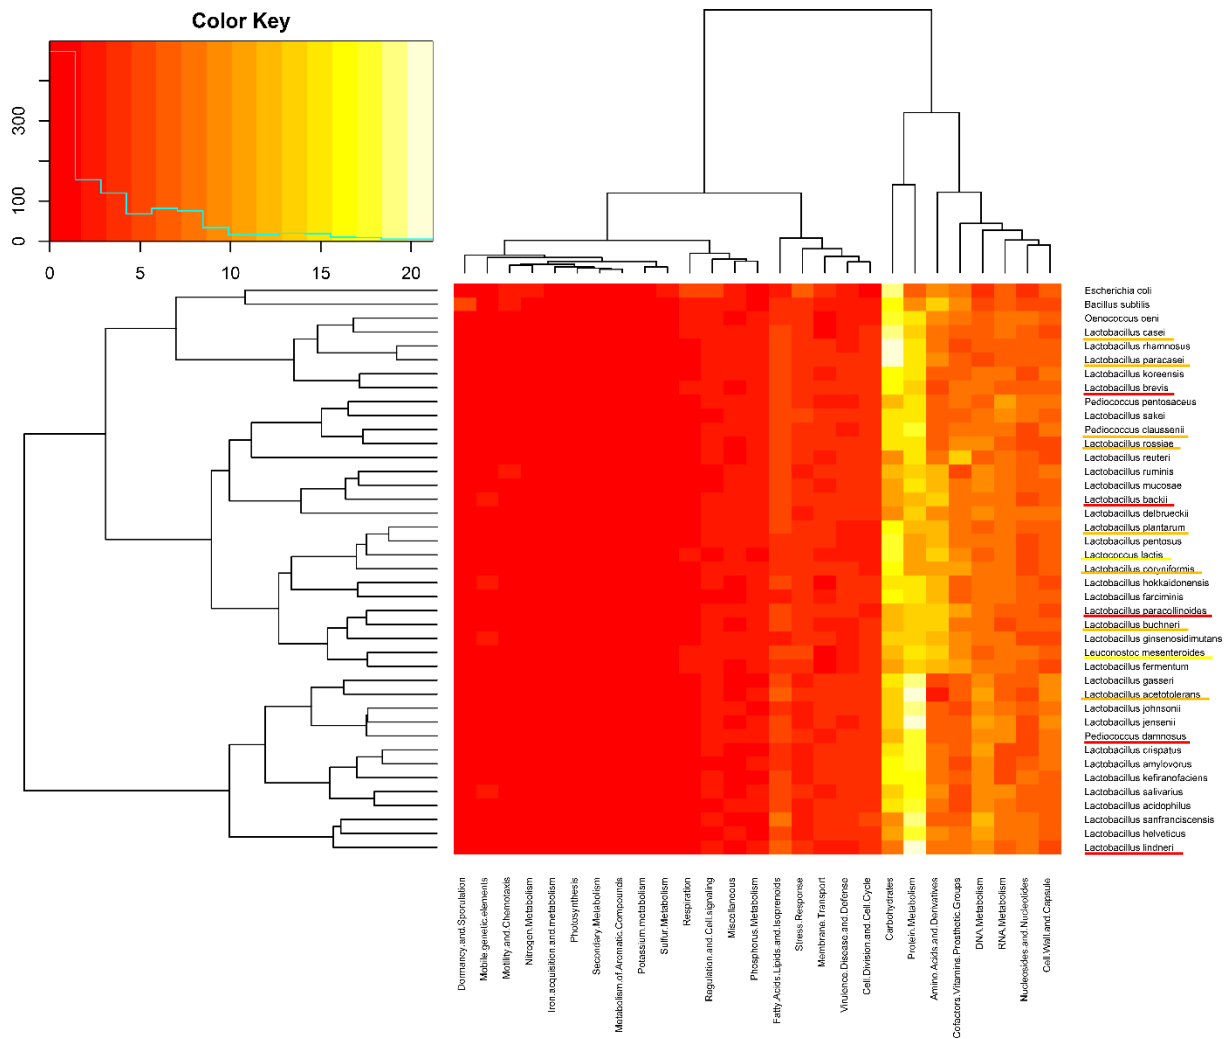 Color Key
300
100
0
0 5 10 15 20
Escherichia coli
Bacillus subtilis
Oenococcus oeni
Lactobacillus casei
Lactobacillus rhamnosus
Lactobacillus paracasei
Lactobacillus koreensis
Lactobacillus brevis
Pediococcus pentosaceus
Lactobacillus sakei
Pediococcus claussenii
Lactobacillus rossiae
Lactobacillus reuteri
Lactobacillus ruminis
Lactobacillus mucosae
Lactobacillus backii
Lactobacillus delbrueckii
Lactobacillus plantarum
Lactobacillus pentosus
Lactococcus lactis
Lactobacillus coryniformis
Lactobacillus hokkaidonensis
Lactobacillus farciminis
Lactobacillus paracollinoides
Lactobacillus buchneri
Lactobacillus ginsenosidimutans
Leuconostoc mesenteroides
Lactobacillus fermentum
Lactobacillus gasseri
Lactobacillus acetotolerans
Lactobacillus johnsonii
Lactobacillus jensenii
Pediococcus damnosus
Lactobacillus crispatus
Lactobacillus amylovorus
Lactobacillus kefiranofaciens
Lactobacillus salivarius
Lactobacillus acidophilus
Lactobacillus sanfranciscensis
Lactobacillus helveticus
Lactobacillus lindneri
Dormancy.and.Sporulation
Mobile.genetic.elements
Motility.and.Chemotaxis
Nitrogen.Metabolism
Iron.acquisition.and.metabolism
Photosynthesis
Secondary.Metabolism
Metabolism.of.Aromatic.Compounds
Potassium.metabolism
Sulfur.Metabolism
Respiration
Regulation.and.Cell.signaling
Miscellaneous
Phosphorus.Metabolism
Fatty.Acids.Lipids.and.Isoprenoids
Stress.Response
Membrane.Transport
Virulence.Disease.and.Defense
Cell.Division.and.Cell.Cycle
Carbohydrates
Protein.Metabolism
Amino.Acids.and.Derivatives
Cofactors.Vitamins.Prosthetic.Groups
DNA.Metabolism
RNA.Metabolism
Nucleosides.and.Nucleotides
Cell.Wall.and.Capsule